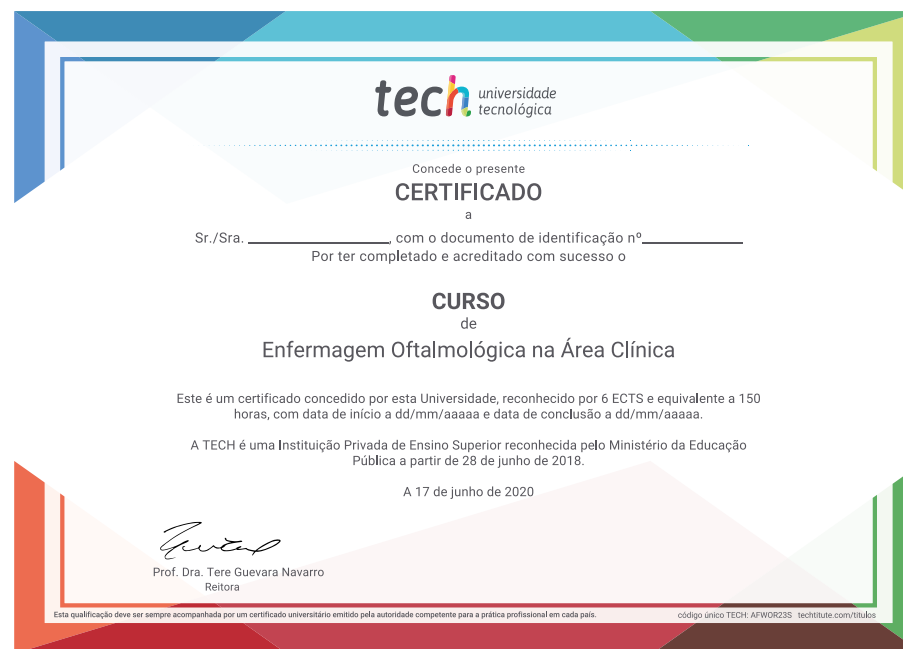 tech universidade
tecnológica
Concede o presente
CERTIFICADO
a
Sr./Sra. ________________, com o documento de identificação nº____________
Por ter completado e acreditado com sucesso o
CURSO
de
Enfermagem Oftalmológica na Área Clínica
Este é um certificado concedido por esta Universidade, reconhecido por 6 ECTS e equivalente a 150
horas, com data de início a dd/mm/aaaaa e data de conclusão a dd/mm/aaaaa.
A TECH é uma Instituição Privada de Ensino Superior reconhecida pelo Ministério da Educação
Pública a partir de 28 de junho de 2018.
A 17 de junho de 2020
Prof. Dra. Tere Guevara Navarro
Reitora
Esta qualificação deve ser sempre acompanhada por um certificado universitário emitido pela autoridade competente para a prática profissional em cada país.
código único TECH: AFWOR23S techtitute.com/titulos